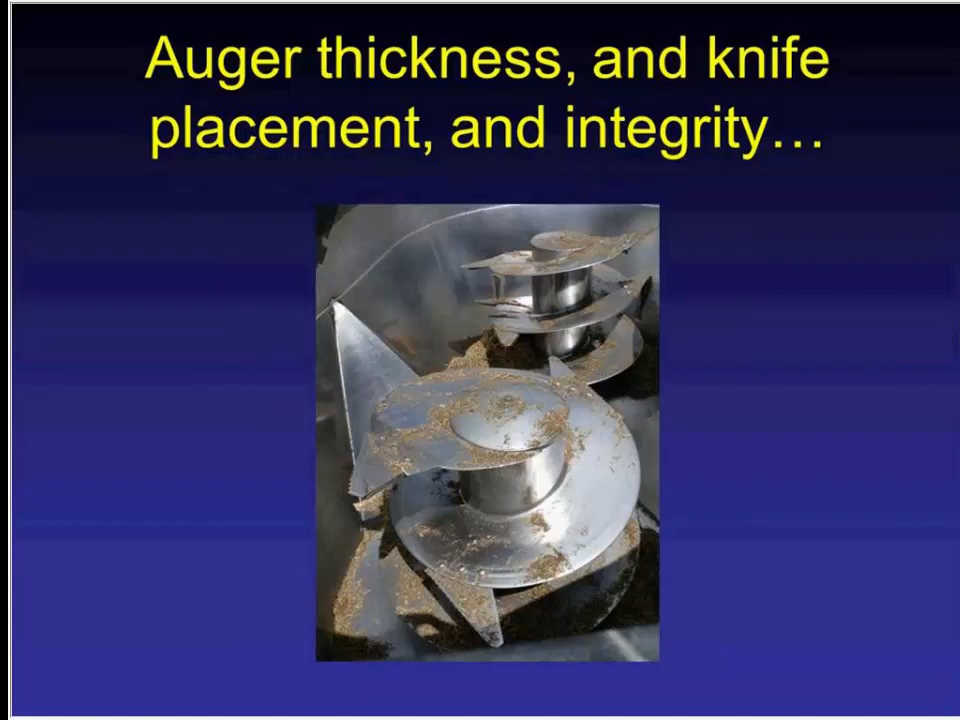 Auger thickness, and knife
placement, and integrity…